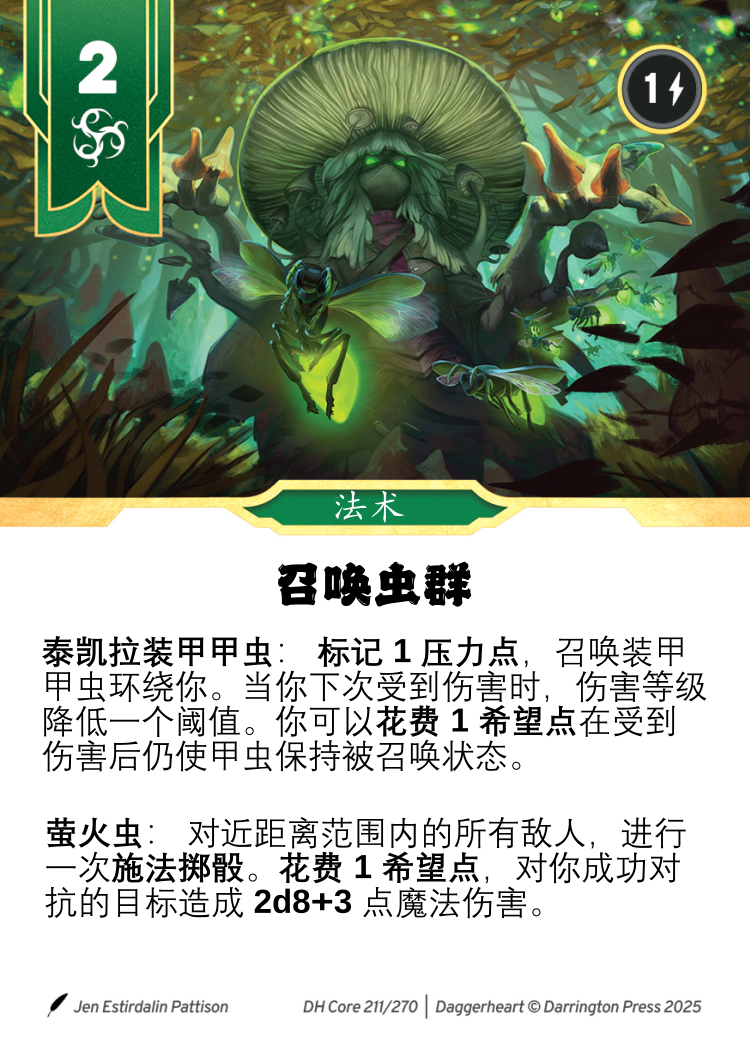 2
1
法术
召唤虫群
泰凯拉装甲甲虫： 标记 1 压力点，召唤装甲
甲虫环绕你。当你下次受到伤害时，伤害等级
降低一个阈值。你可以花费 1 希望点在受到
伤害后仍使甲虫保持被召唤状态。
萤火虫： 对近距离范围内的所有敌人，进行
一次施法掷骰。花费 1 希望点，对你成功对
抗的目标造成 2d8+3 点魔法伤害。
Jen Estirdalin Pattison DH Core 211/270 | Daggerheart © Darrington Press 2025